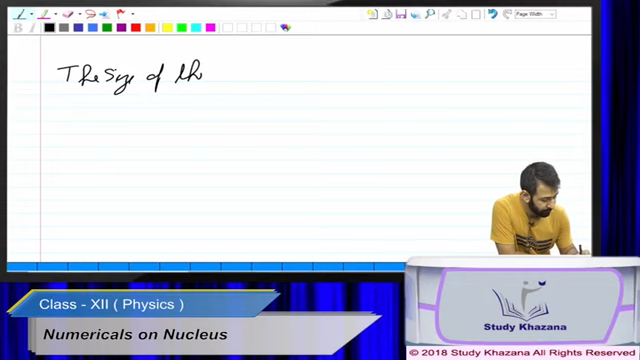 Page Width
The Size of th
Study Khazana
Class - XII ( Physics )
Numericals on Nucleus
© 2018 Study Khazana All Rights Reserved